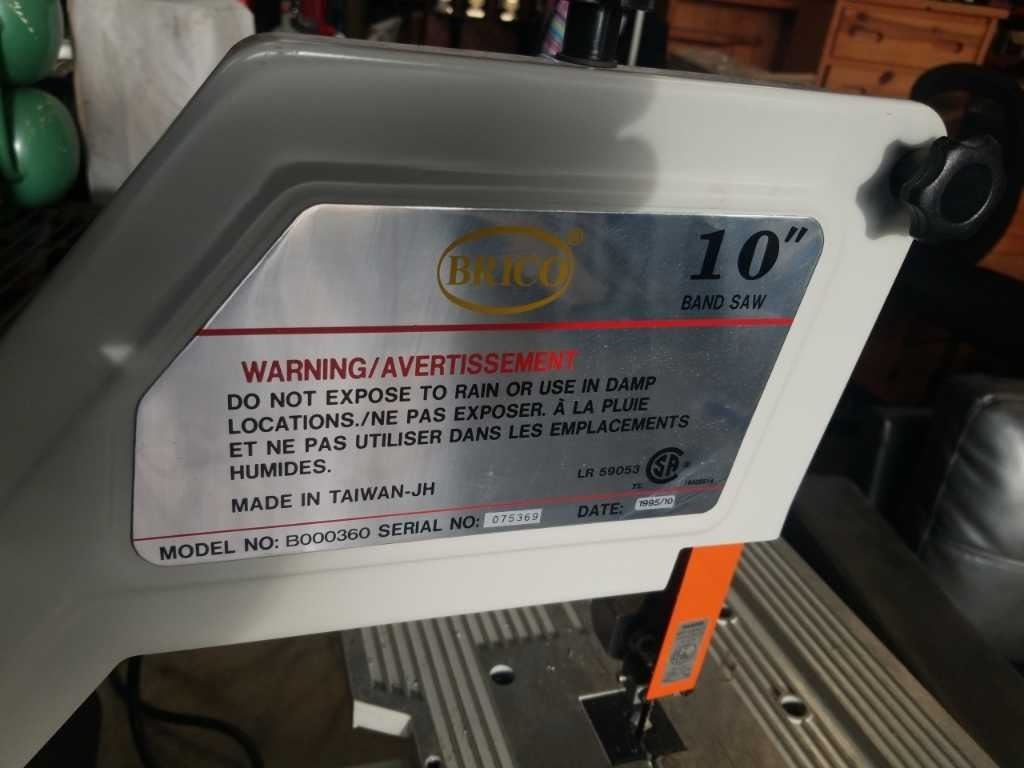 BRICO®
10"
BAND SAW
WARNING/AVERTISSEMENT
DO NOT EXPOSE TO RAIN OR USE IN DAMP
LOCATIONS./NE PAS EXPOSER. À LA PLUIE
ET NE PAS UTILISER DANS LES EMPLACEMENTS
HUMIDES.
LR 59053 SA®
MADE IN TAIWAN-JH
MODEL NO: B000360 SERIAL NO: 075369 DATE: 1995/10